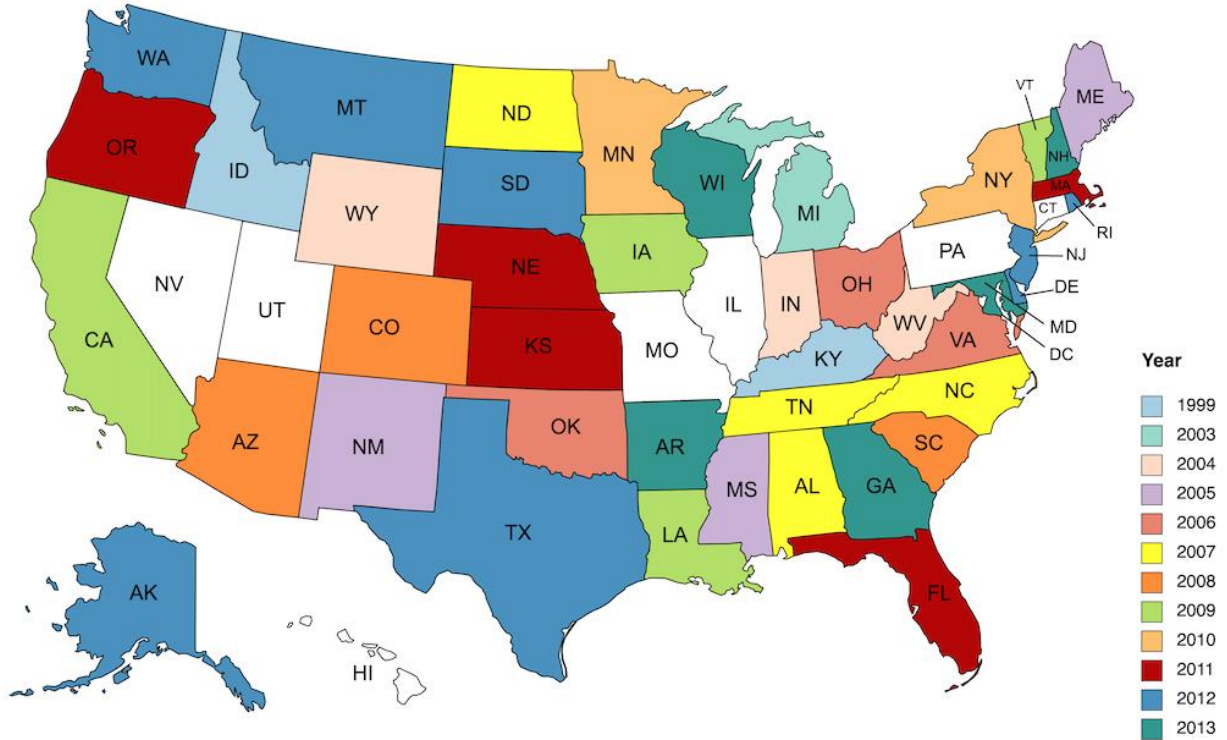 WA
MT
ND
MN
ME
VT
OR
ID
SD
WI
NH
WY
MI
NY
MA
CT
RI
NE
IA
PA
NJ
NV
UT
CO
IL
IN
OH
DE
WV
MD
CA
KS
MO
KY
VA
DC
AZ
NM
OK
AR
TN
NC
SC
MS
AL
GA
TX
LA
AK
FL
HI
Year
1999
2003
2004
2005
2006
2007
2008
2009
2010
2011
2012
2013